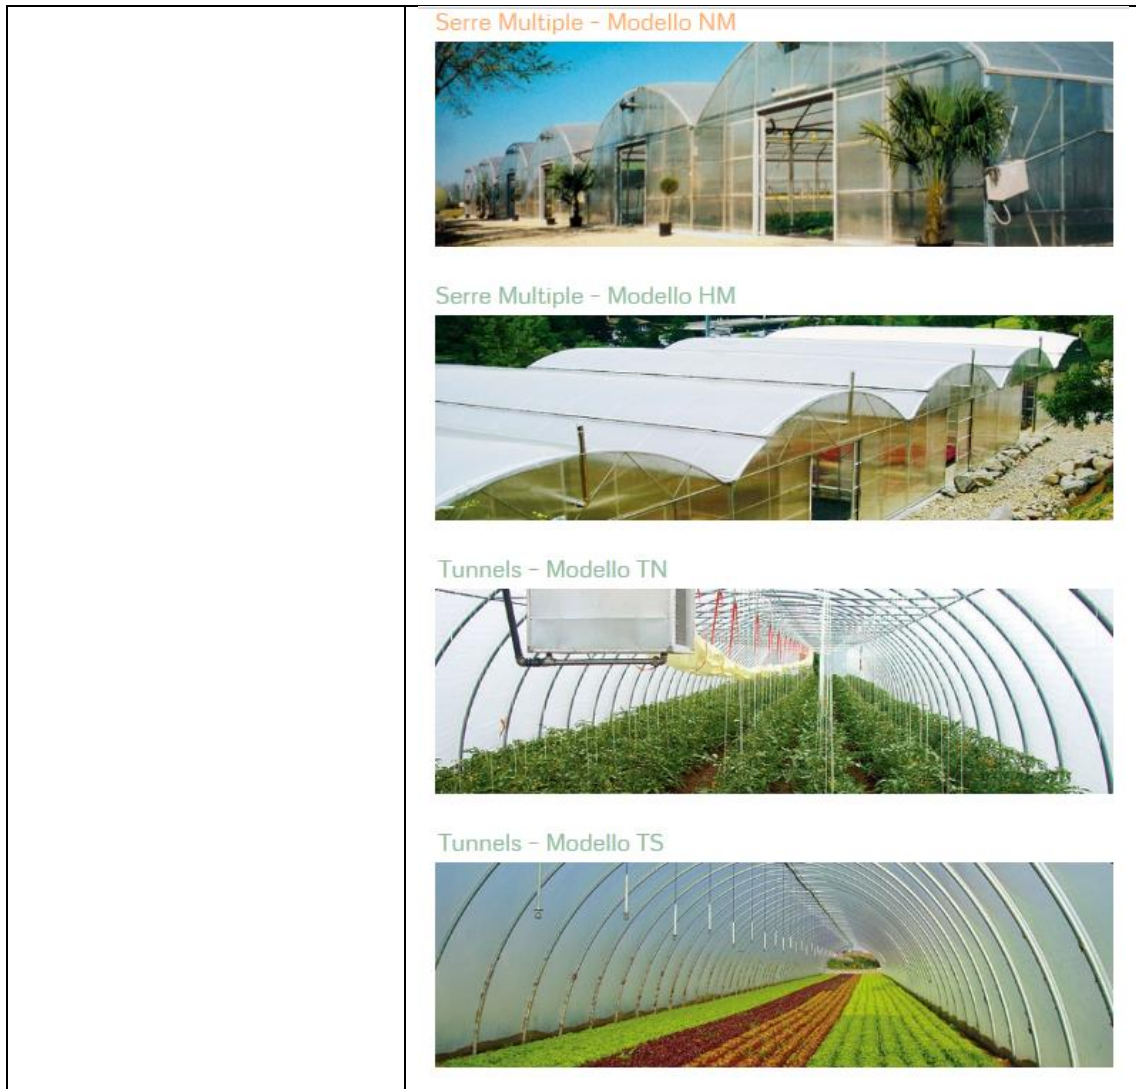 Serre Multiple - Modello NM
Serre Multiple - Modello HM
Tunnels - Modello TN
Tunnels - Modello TS